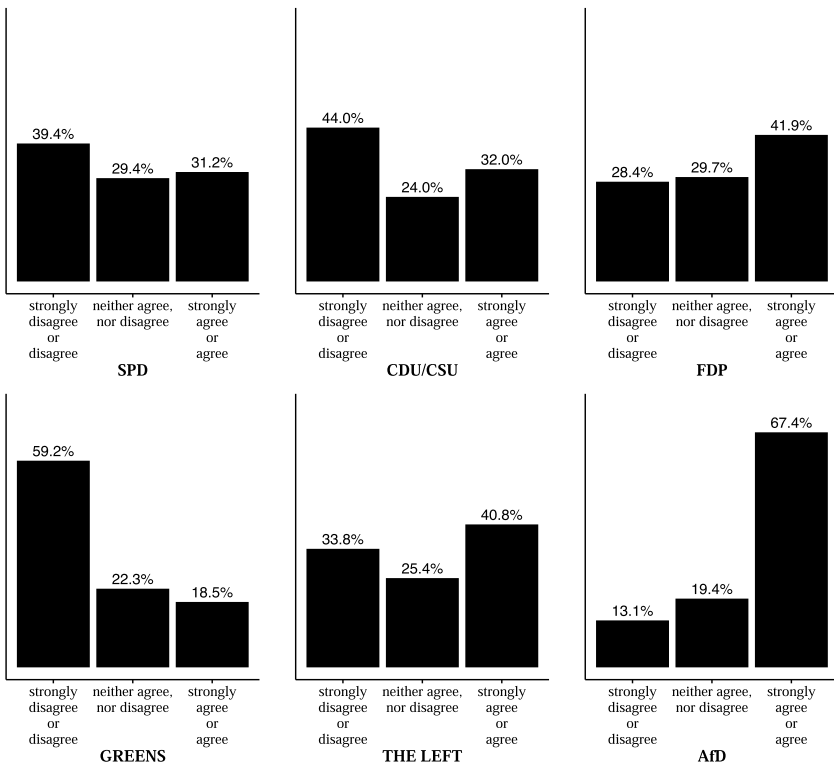 39.4%
29.4%
31.2%
strongly
disagree
or
disagree
neither agree,
nor disagree
strongly
agree
or
agree
SPD
44.0%
24.0%
32.0%
strongly
disagree
or
disagree
neither agree,
nor disagree
strongly
agree
or
agree
CDU/CSU
28.4%
29.7%
41.9%
strongly
disagree
or
disagree
neither agree,
nor disagree
strongly
agree
or
agree
FDP
59.2%
22.3%
18.5%
strongly
disagree
or
disagree
neither agree,
nor disagree
strongly
agree
or
agree
GREENS
33.8%
25.4%
40.8%
strongly
disagree
or
disagree
neither agree,
nor disagree
strongly
agree
or
agree
THE LEFT
13.1%
19.4%
67.4%
strongly
disagree
or
disagree
neither agree,
nor disagree
strongly
agree
or
agree
AfD